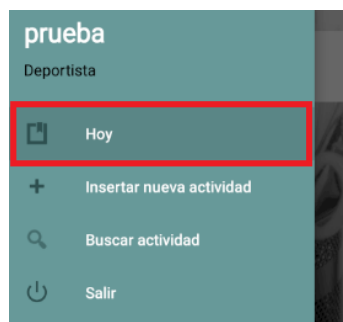 prueba
Deportista
Hoy
Insertar nueva actividad
Buscar actividad
Salir